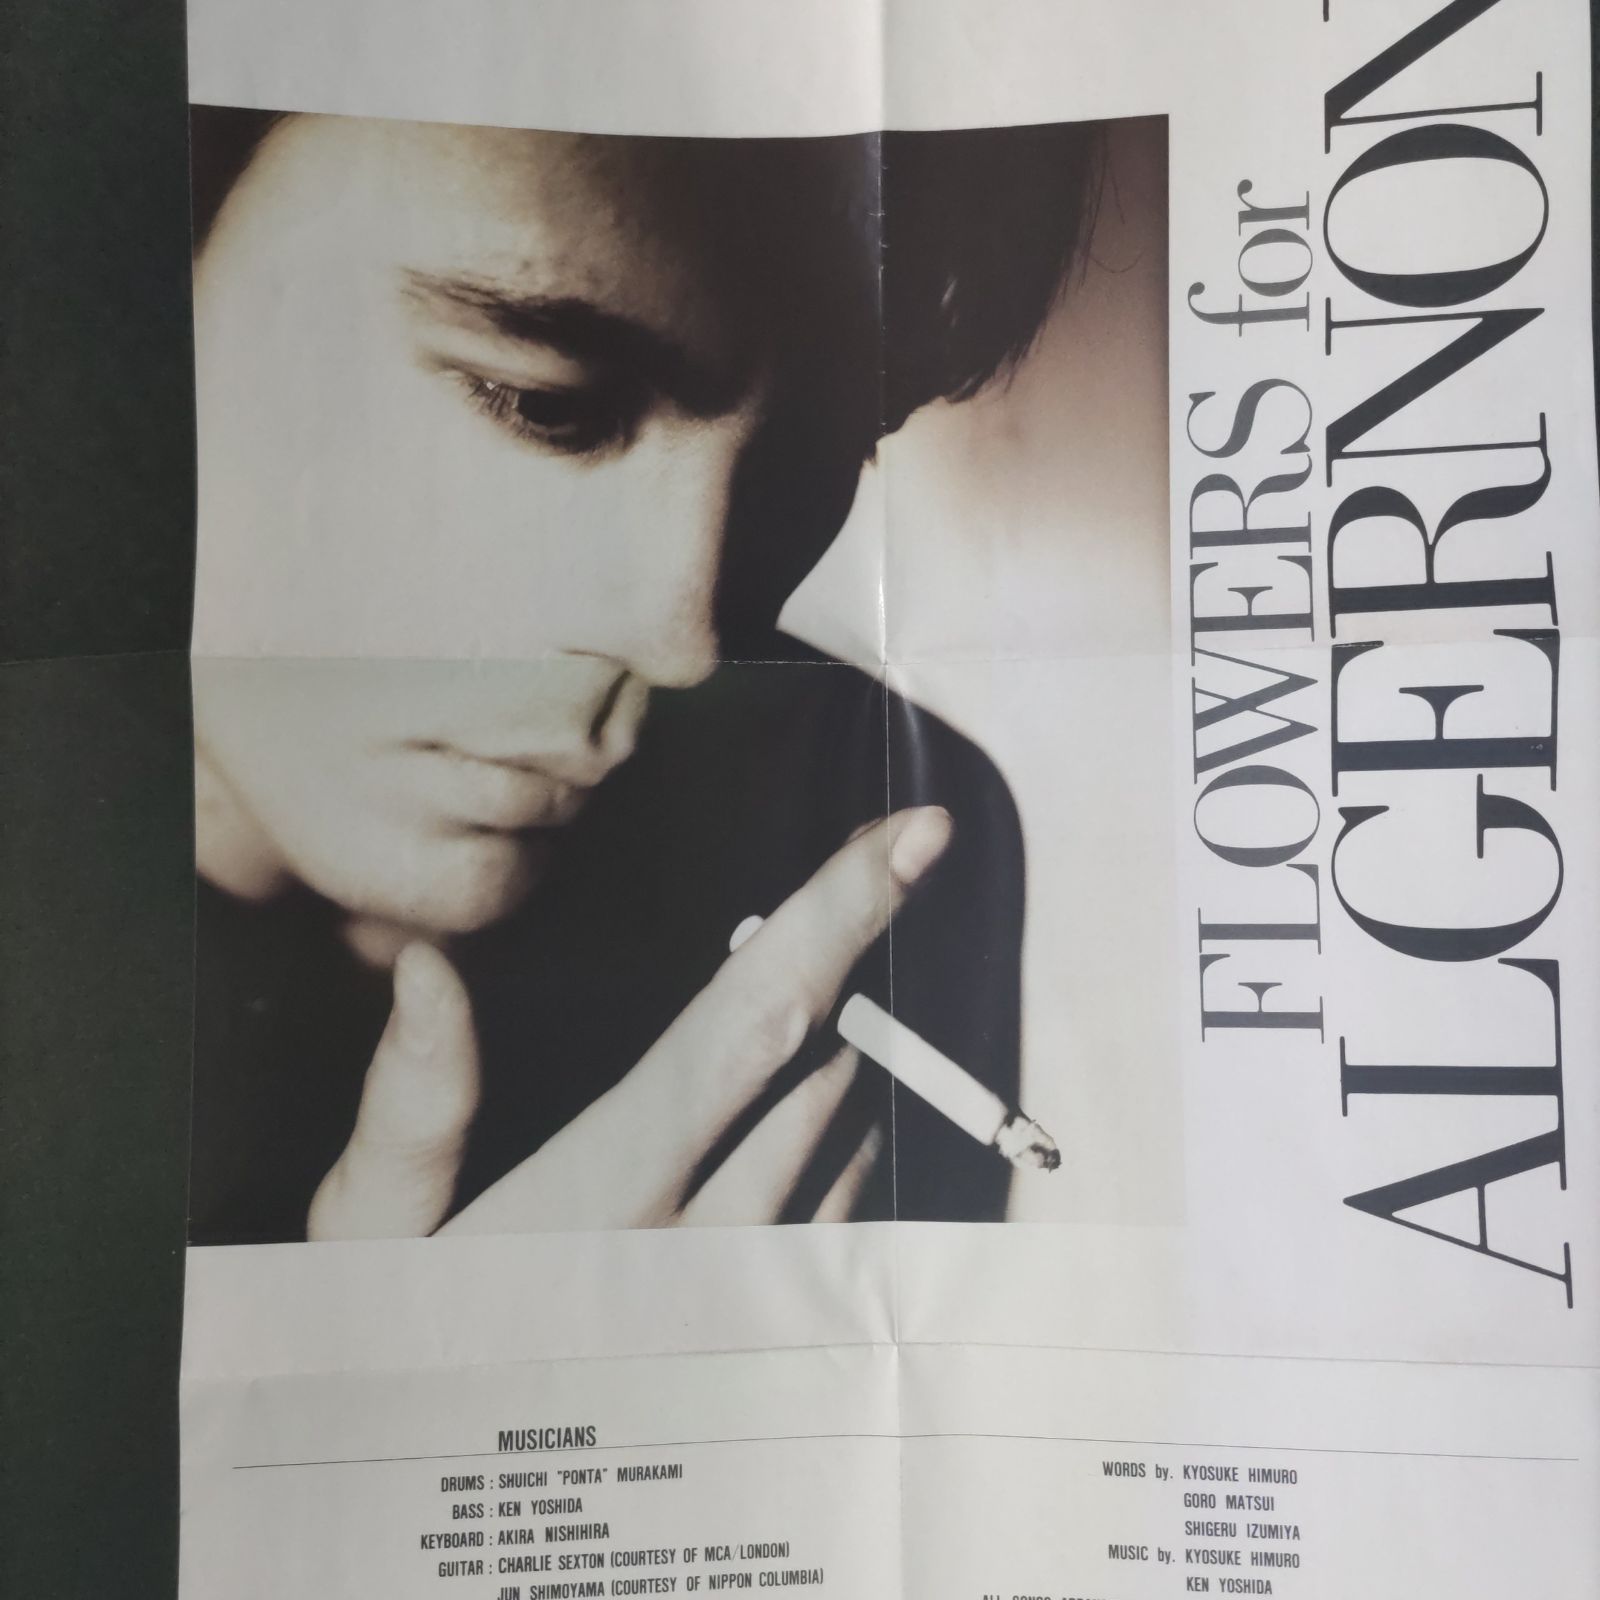 FLOWERS for
ALGERNON
MUSICIANS
DRUMS : SHUICHI "PONTA" MURAKAMI
BASS : KEN YOSHIDA
KEYBOARD : AKIRA NISHIHIRA
GUITAR : CHARLIE SEXTON (COURTESY OF MCA/LONDON)
JUN SHIMOYAMA (COURTESY OF NIPPON COLUMBIA)
WORDS by. KYOSUKE HIMURO
GORO MATSUI
SHIGERU IZUMIYA
MUSIC by. KYOSUKE HIMURO
KEN YOSHIDA
ALL SONGS